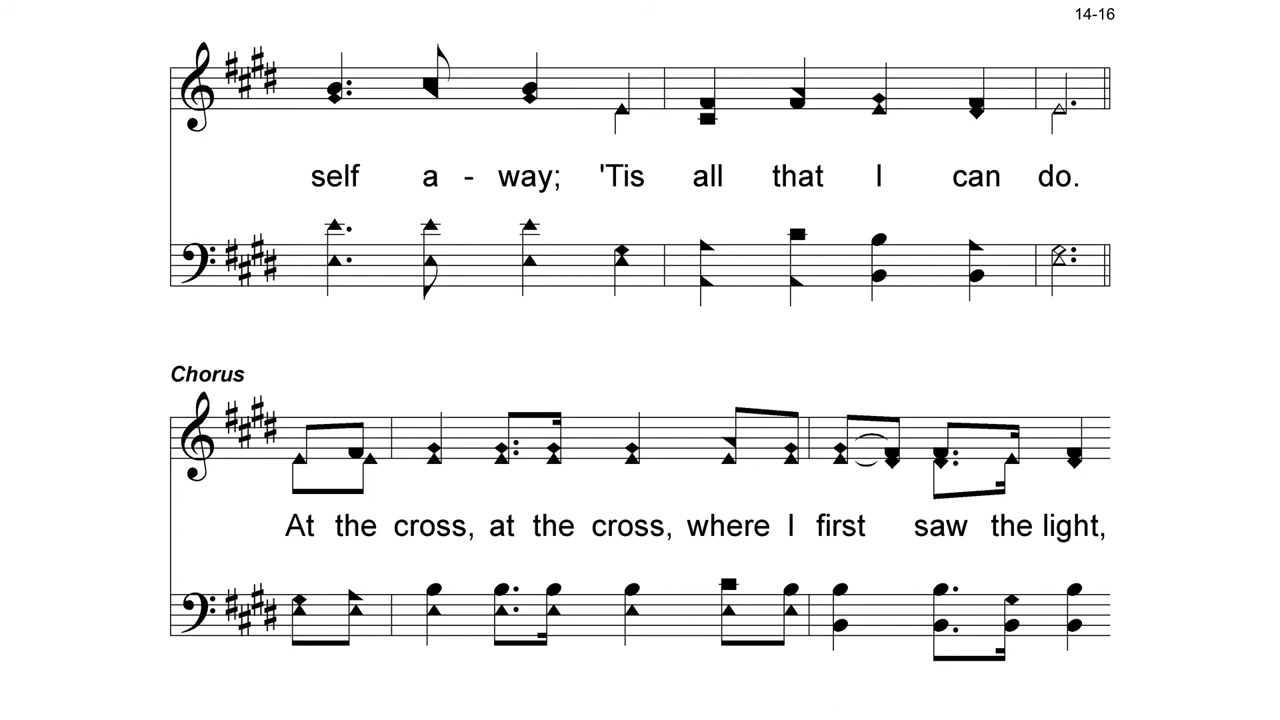 14-16
self a - way; 'Tis all that I can do.
Chorus
At the cross, at the cross, where I first saw the light,